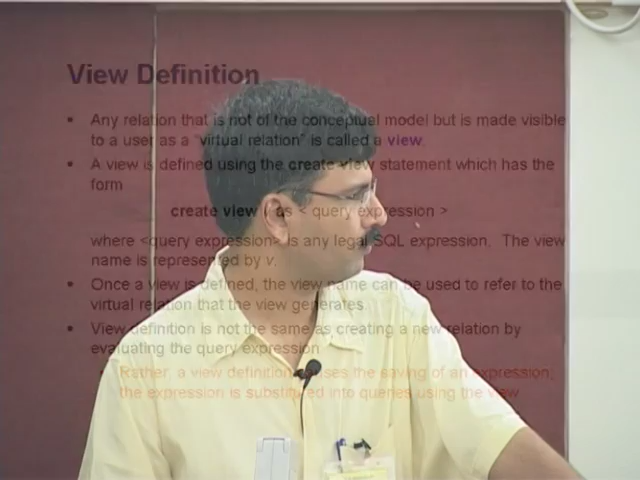 View Definition
Any relation that is not of the conceptual model but is made visible
to a user as a "virtual relation" is called a view.
A view is defined using the create view statement which has the
form
create view v as < query expression >
where <query expression> is any legal SQL expression. The view
name is represented by v.
Once a view is defined, the view name can be used to refer to the
virtual relation that the view generates.
View definition is not the same as creating a new relation by
evaluating the query expression
Rather, a view definition causes the saving of an expression;
the expression is substituted into queries using the view